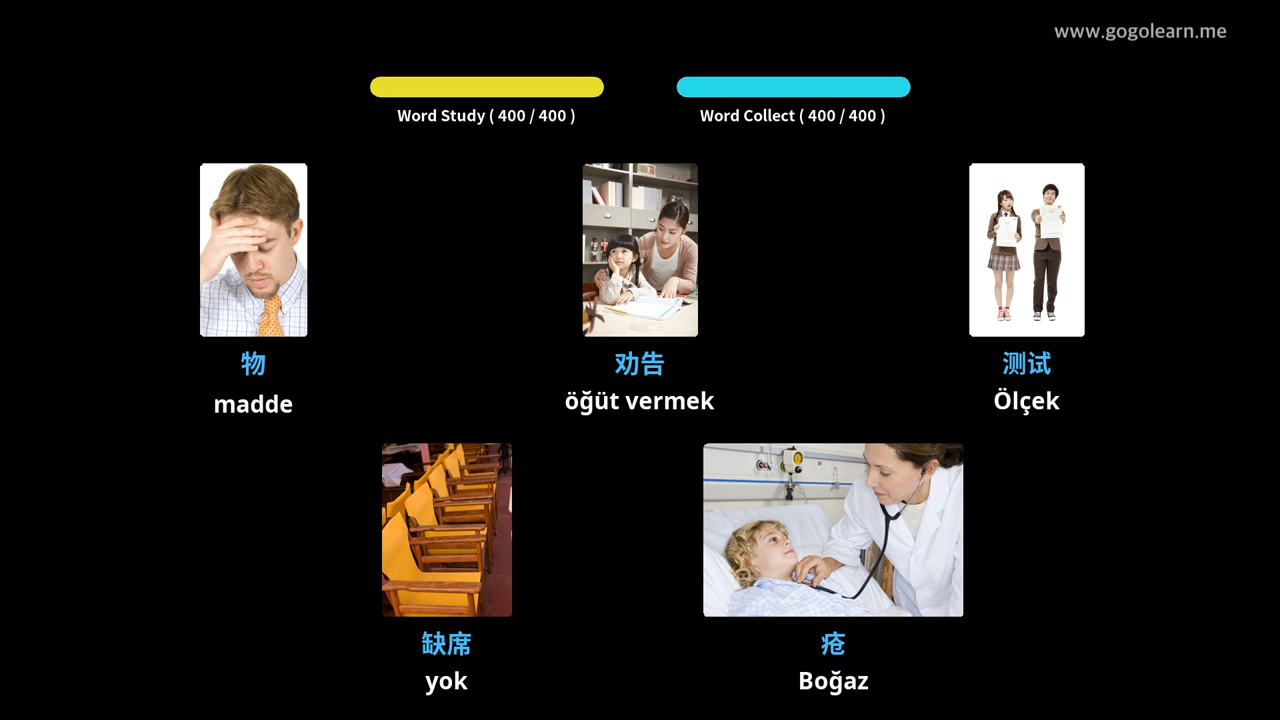 www.gogolearn.me
Word Study ( 400 / 400 )
Word Collect ( 400 / 400 )
物
madde
劝告
öğüt vermek
测试
Ölçek
缺席
yok
疮
Boğaz